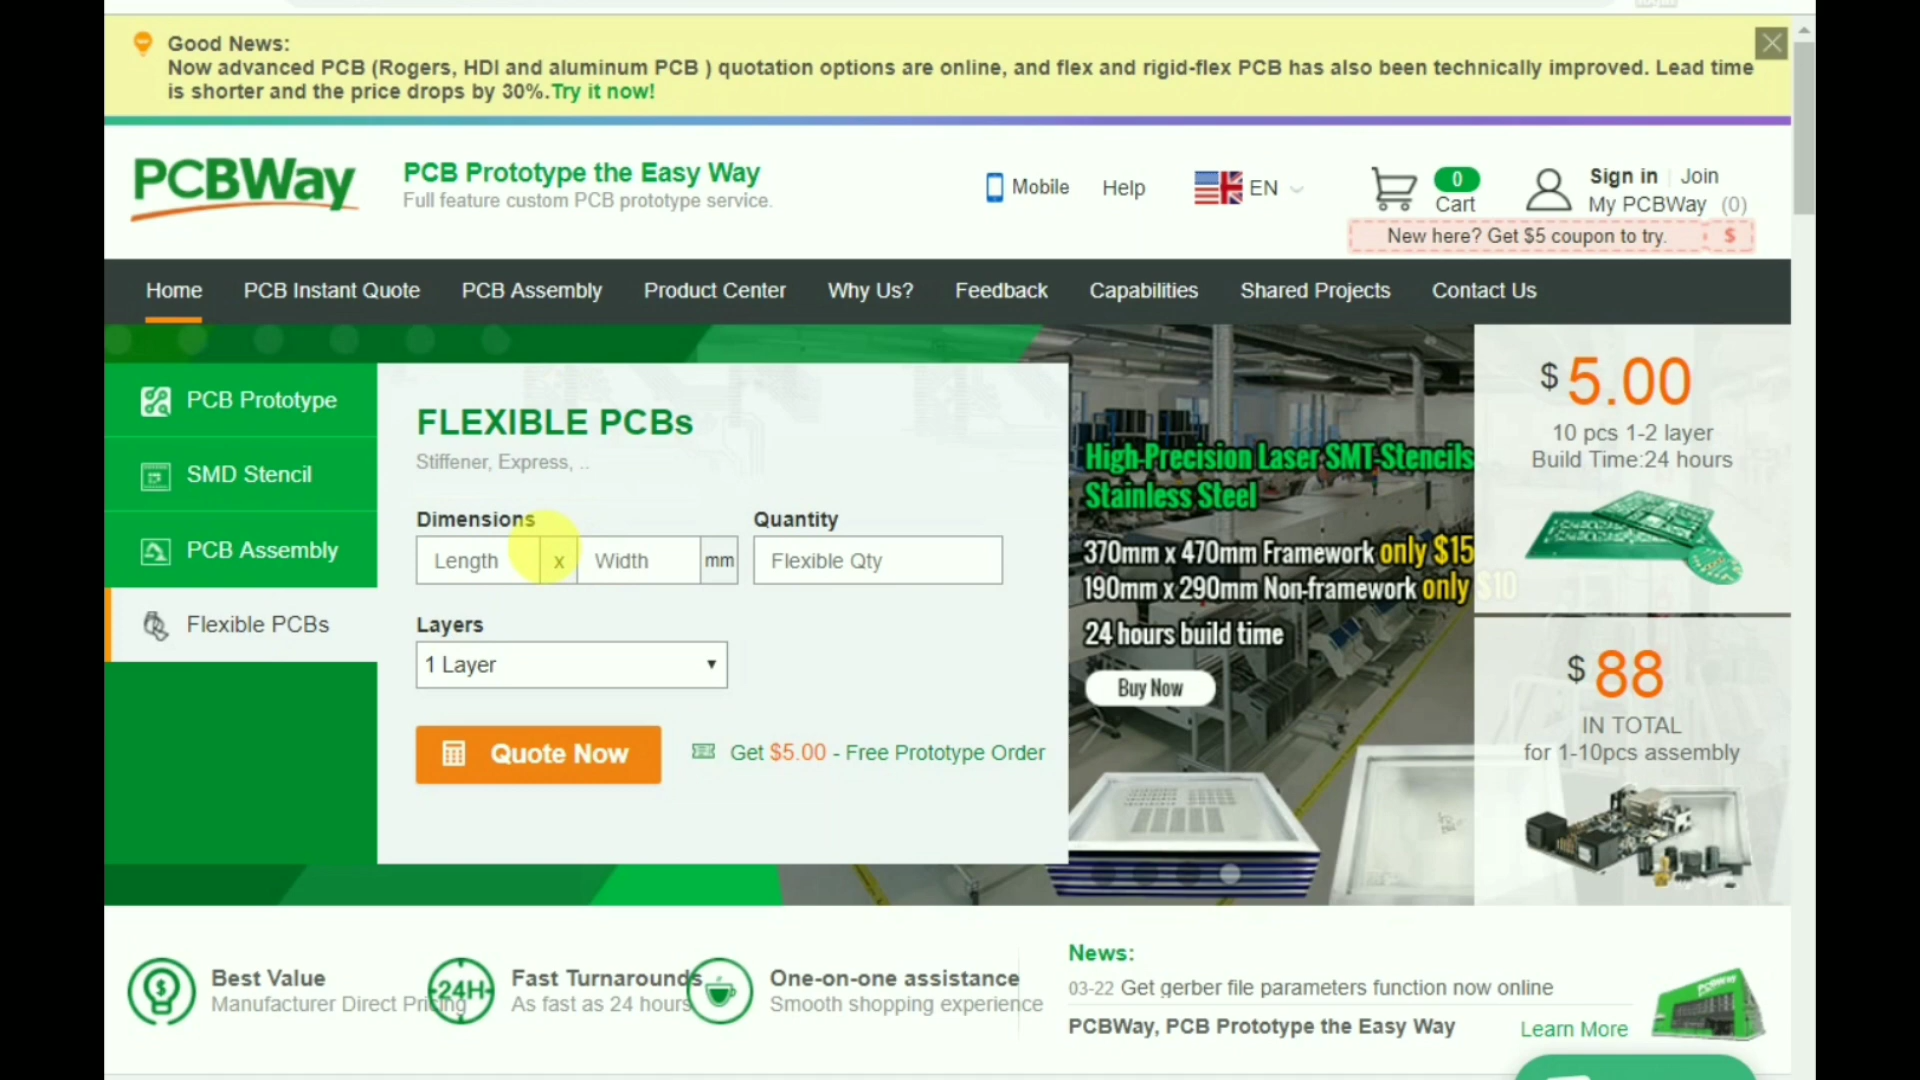 Good News:
Now advanced PCB (Rogers, HDI and aluminum PCB ) quotation options are online, and flex and rigid-flex PCB has also been technically improved. Lead time
is shorter and the price drops by 30%.Try it now!
PCBWay
PCB Prototype the Easy Way
Full feature custom PCB prototype service.
Mobile
Help
EN
0
Cart
Sign in | Join
My PCBWay (0)
New here? Get $5 coupon to try. $
Home
PCB Instant Quote
PCB Assembly
Product Center
Why Us?
Feedback
Capabilities
Shared Projects
Contact Us
PCB Prototype
SMD Stencil
PCB Assembly
Flexible PCBs
FLEXIBLE PCBs
Stiffener, Express, ..
Dimensions
Length x Width mm
Quantity
Flexible Qty
Layers
1 Layer
Quote Now
Get $5.00 - Free Prototype Order
High-Precision Laser SMT-Stencils
Stainless Steel
370mm x 470mm Framework only $15
190mm x 290mm Non-framework only $10
24 hours build time
Buy Now
$ 5.00
10 pcs 1-2 layer
Build Time:24 hours
$ 88
IN TOTAL
for 1-10pcs assembly
Best Value
Manufacturer Direct Pricing
24H
Fast Turnarounds
As fast as 24 hours
One-on-one assistance
Smooth shopping experience
News:
03-22 Get gerber file parameters function now online
PCBWay, PCB Prototype the Easy Way
Learn More